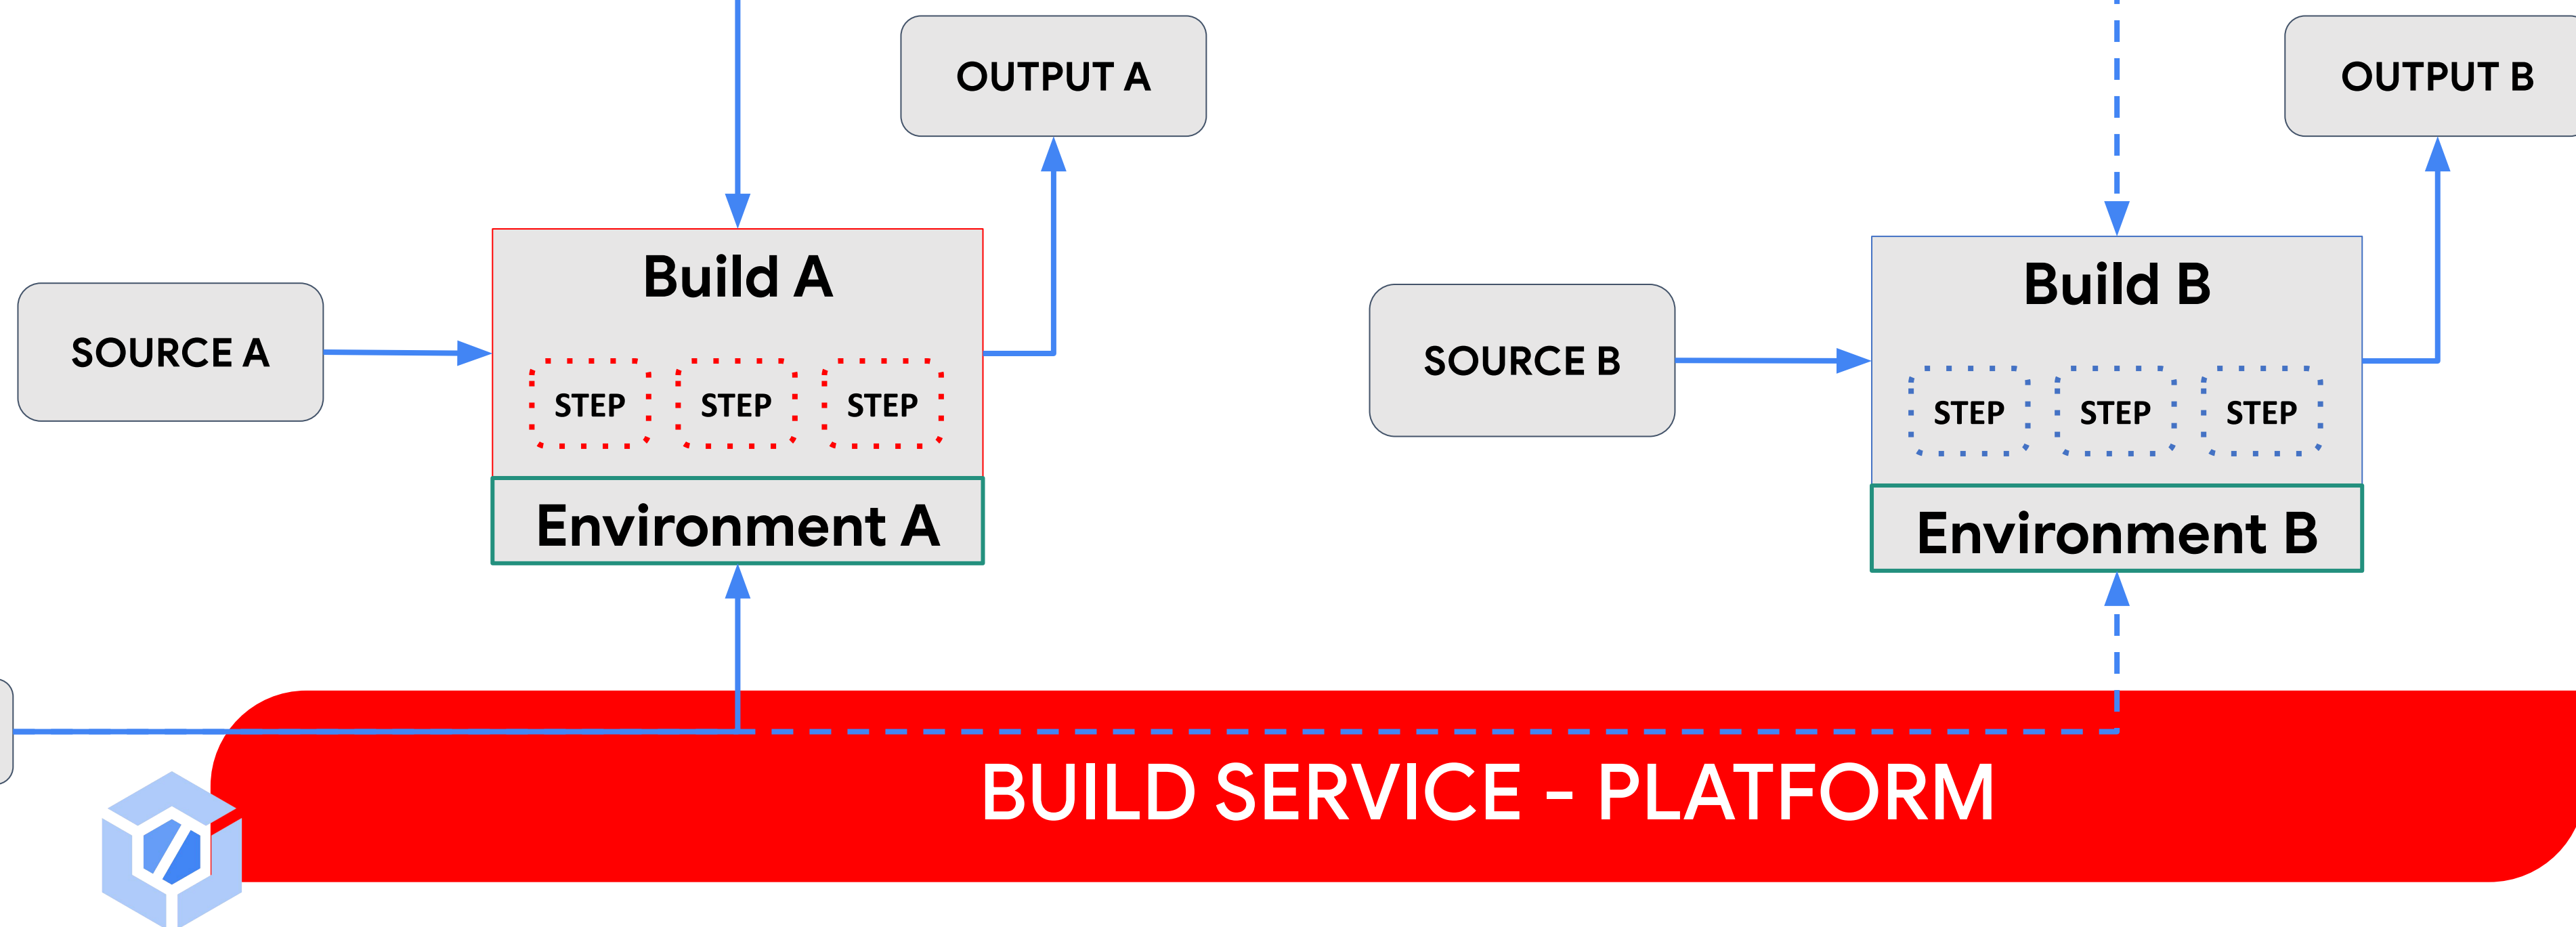 OUTPUT A
OUTPUT B
Build A
Build B
SOURCE A
SOURCE B
STEP STEP STEP
STEP STEP STEP
Environment A
Environment B
BUILD SERVICE - PLATFORM